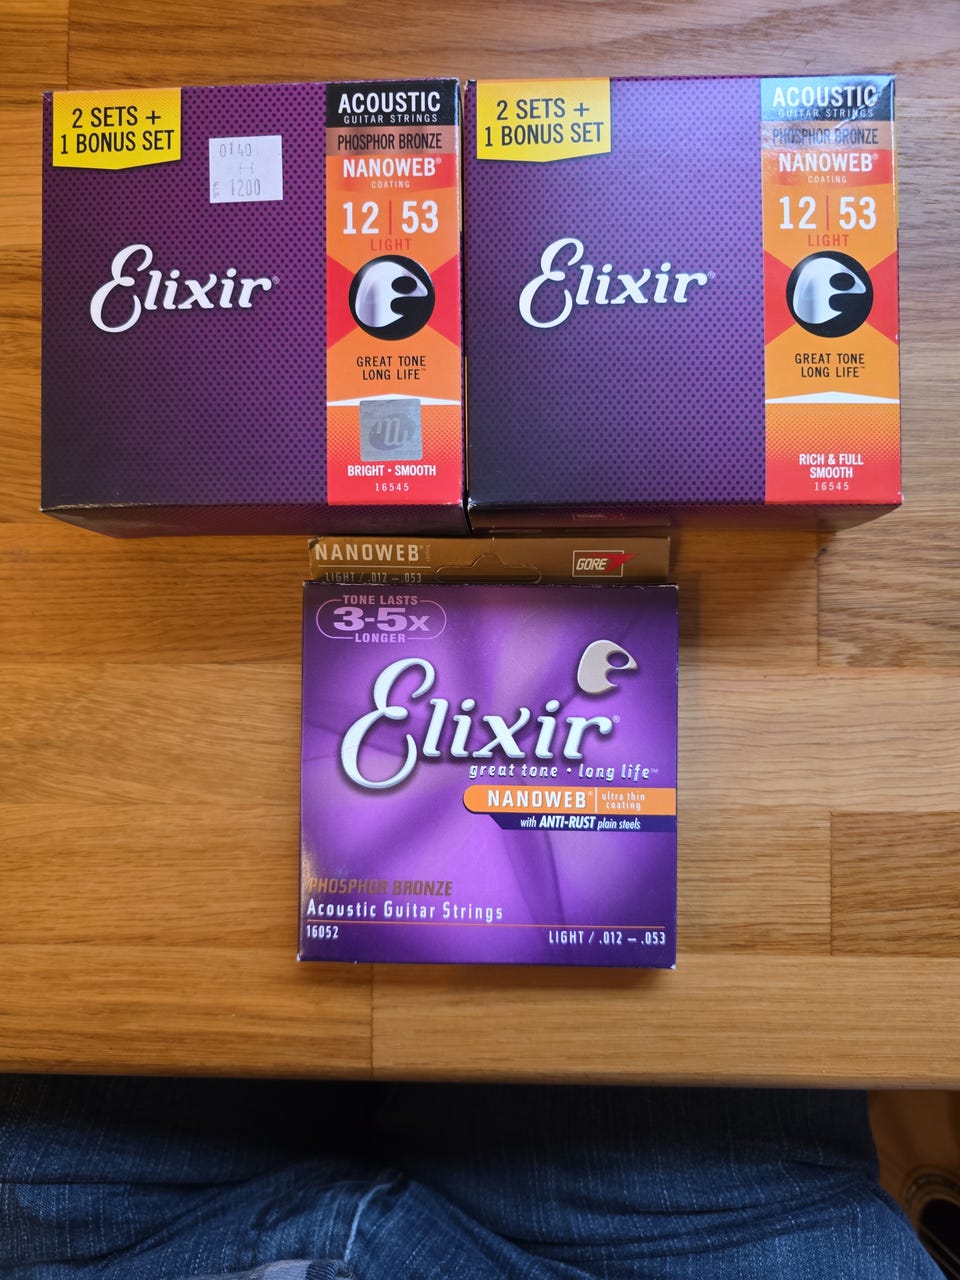 2 SETS +
1 BONUS SET
0140
H
1200
ACOUSTIC
GUITAR STRINGS
PHOSPHOR BRONZE
NANOWEB®
COATING
12 | 53
LIGHT
Elixir®
GREAT TONE
LONG LIFE™
BRIGHT • SMOOTH
16545
2 SETS +
1 BONUS SET
ACOUSTIC
GUITAR STRINGS
PHOSPHOR BRONZE
NANOWEB®
COATING
12 | 53
LIGHT
Elixir®
GREAT TONE
LONG LIFE™
RICH & FULL
SMOOTH
16545
NANOWEB®
LIGHT / .012 — .053
GORE
TONE LASTS
3-5x
LONGER
Elixir®
great tone • long life™
NANOWEB® ultra thin
coating
with ANTI-RUST plain steels
PHOSPHOR BRONZE
Acoustic Guitar Strings
16052
LIGHT / .012 — .053